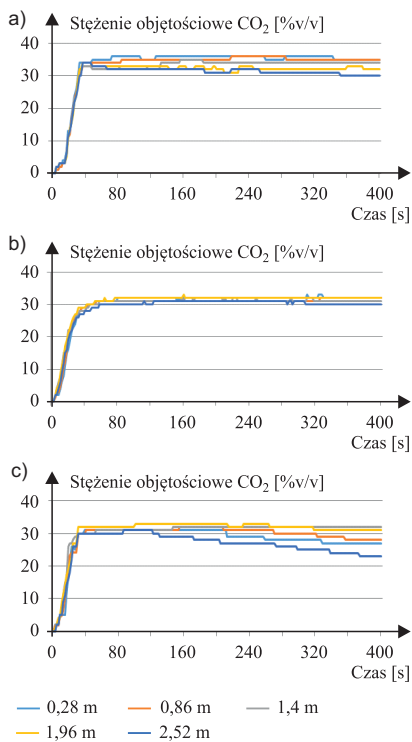 a)
Stężenie objętościowe CO₂ [%v/v]
40
30
20
10
0
0 80 160 240 320 400
Czas [s]
b)
Stężenie objętościowe CO₂ [%v/v]
40
30
20
10
0
0 80 160 240 320 400
Czas [s]
c)
Stężenie objętościowe CO₂ [%v/v]
40
30
20
10
0
0 80 160 240 320 400
Czas [s]
0,28 m 0,86 m 1,4 m
1,96 m 2,52 m